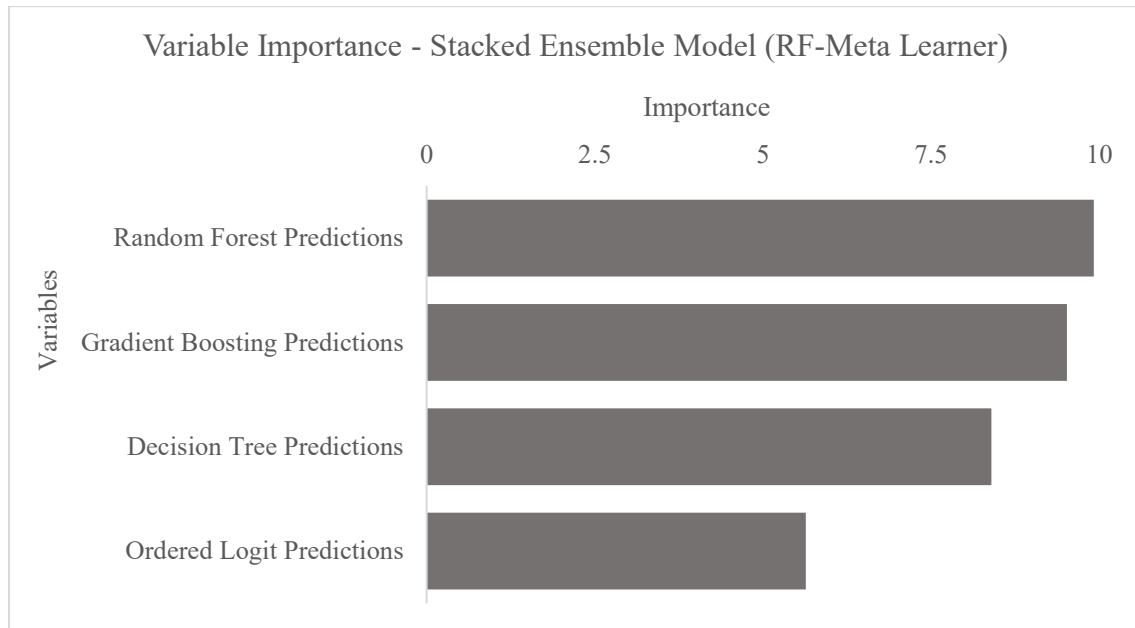 Variable Importance - Stacked Ensemble Model (RF-Meta Learner)
Importance
0 2.5 5 7.5 10
Variables
Random Forest Predictions
Gradient Boosting Predictions
Decision Tree Predictions
Ordered Logit Predictions